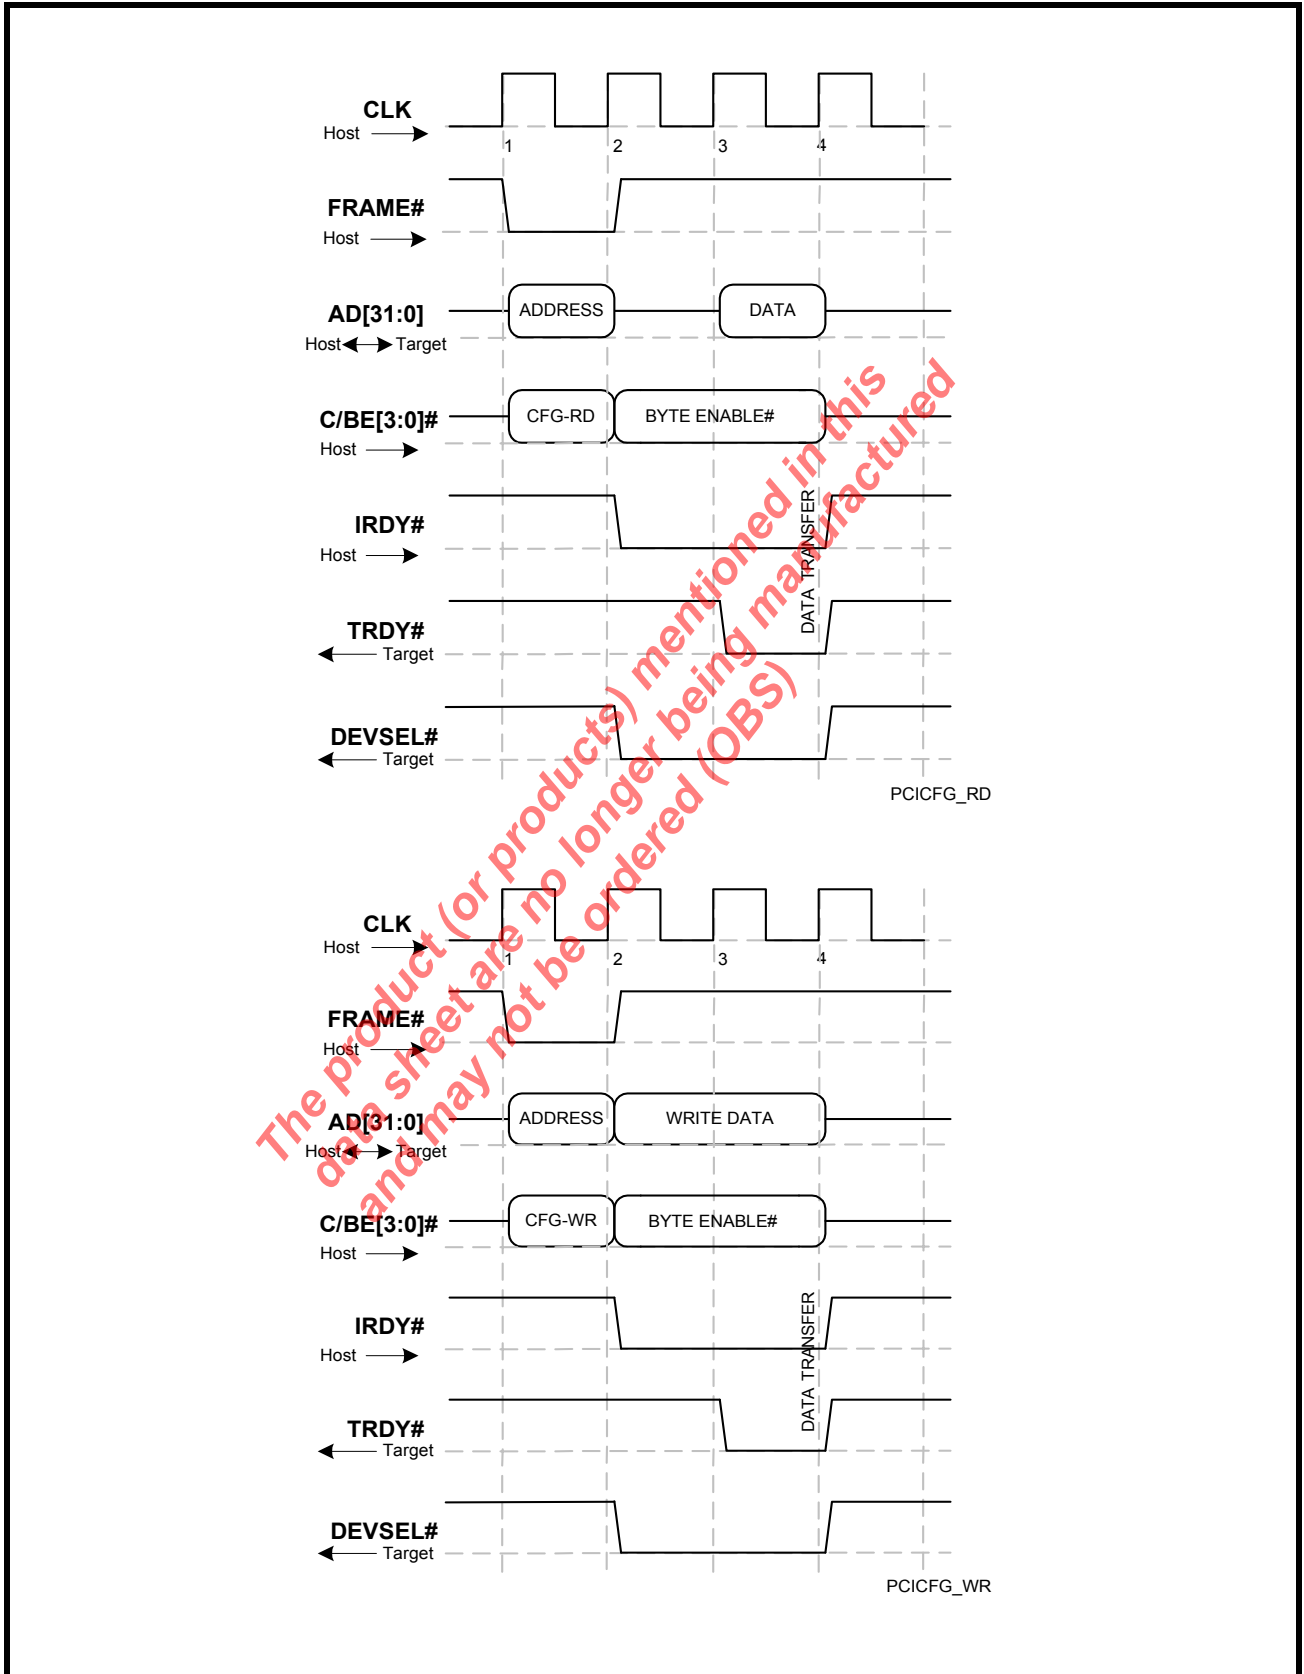 CLK
Host
1 2 3 4
FRAME#
Host
AD[31:0]
ADDRESS DATA
Host Target
C/BE[3:0]#
CFG-RD BYTE ENABLE#
Host
IRDY#
Host
DATA TRANSFER
TRDY#
Target
DEVSEL#
Target
PCICFG_RD
CLK
Host
1 2 3 4
FRAME#
Host
AD[31:0]
ADDRESS WRITE DATA
Host Target
C/BE[3:0]#
CFG-WR BYTE ENABLE#
Host
IRDY#
Host
DATA TRANSFER
TRDY#
Target
DEVSEL#
Target
PCICFG_WR
The product (or products) mentioned in this
data sheet are no longer being manufactured
and may not be ordered (OBS)